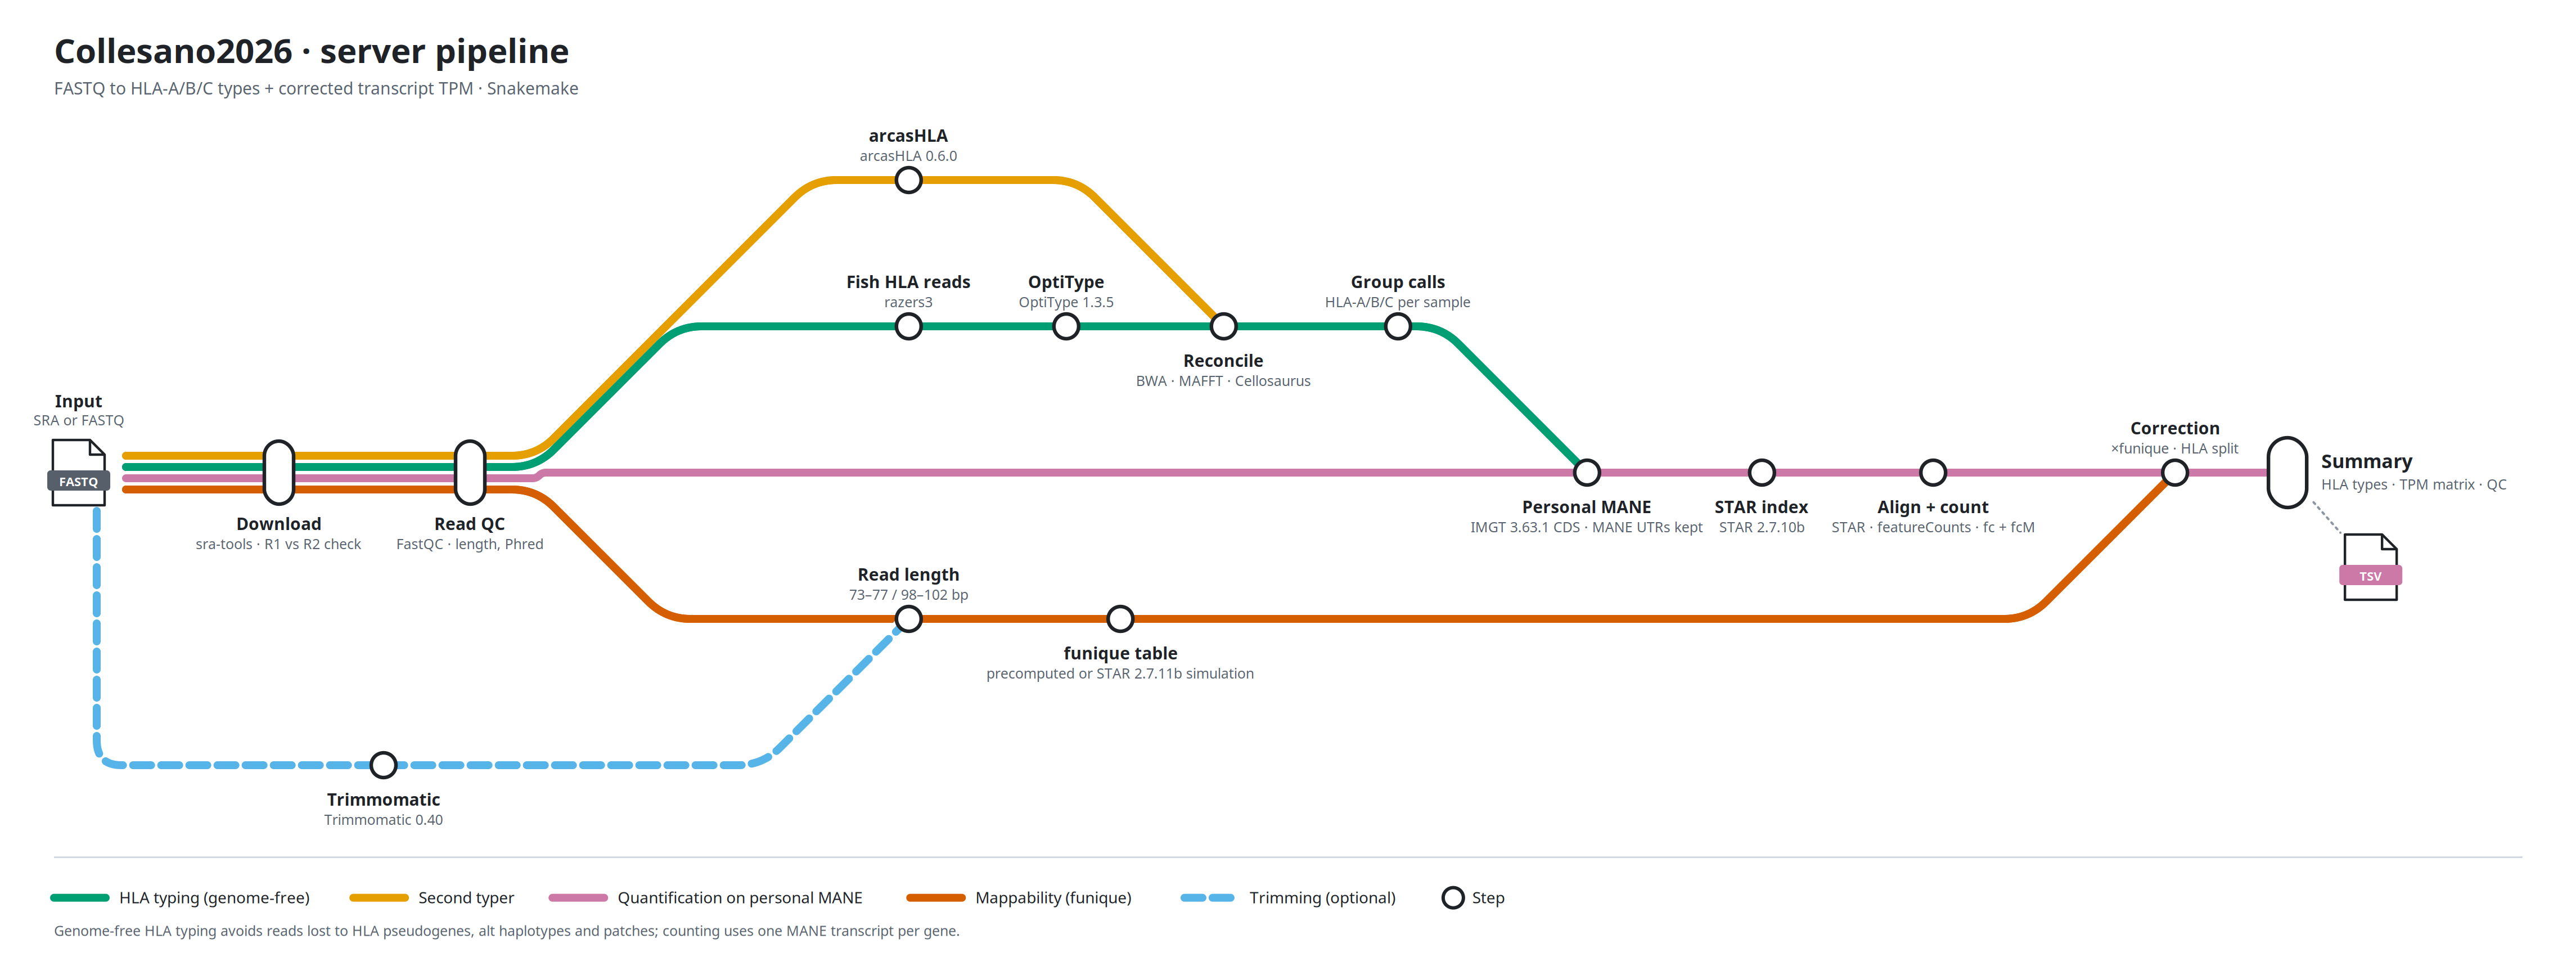 Collesano2026 · server pipeline
FASTQ to HLA-A/B/C types + corrected transcript TPM · Snakemake
arcasHLA
arcasHLA 0.6.0
Fish HLA reads
razers3
OptiType
OptiType 1.3.5
Group calls
HLA-A/B/C per sample
Reconcile
BWA · MAFFT · Cellosaurus
Input
SRA or FASTQ
FASTQ
Download
sra-tools · R1 vs R2 check
Read QC
FastQC · length, Phred
Personal MANE
IMGT 3.63.1 CDS · MANE UTRs kept
STAR index
STAR 2.7.10b
Align + count
STAR · featureCounts · fc + fcM
Correction
×funique · HLA split
Summary
HLA types · TPM matrix · QC
TSV
Read length
73–77 / 98–102 bp
funique table
precomputed or STAR 2.7.11b simulation
Trimmomatic
Trimmomatic 0.40
HLA typing (genome-free)
Second typer
Quantification on personal MANE
Mappability (funique)
Trimming (optional)
Step
Genome-free HLA typing avoids reads lost to HLA pseudogenes, alt haplotypes and patches; counting uses one MANE transcript per gene.